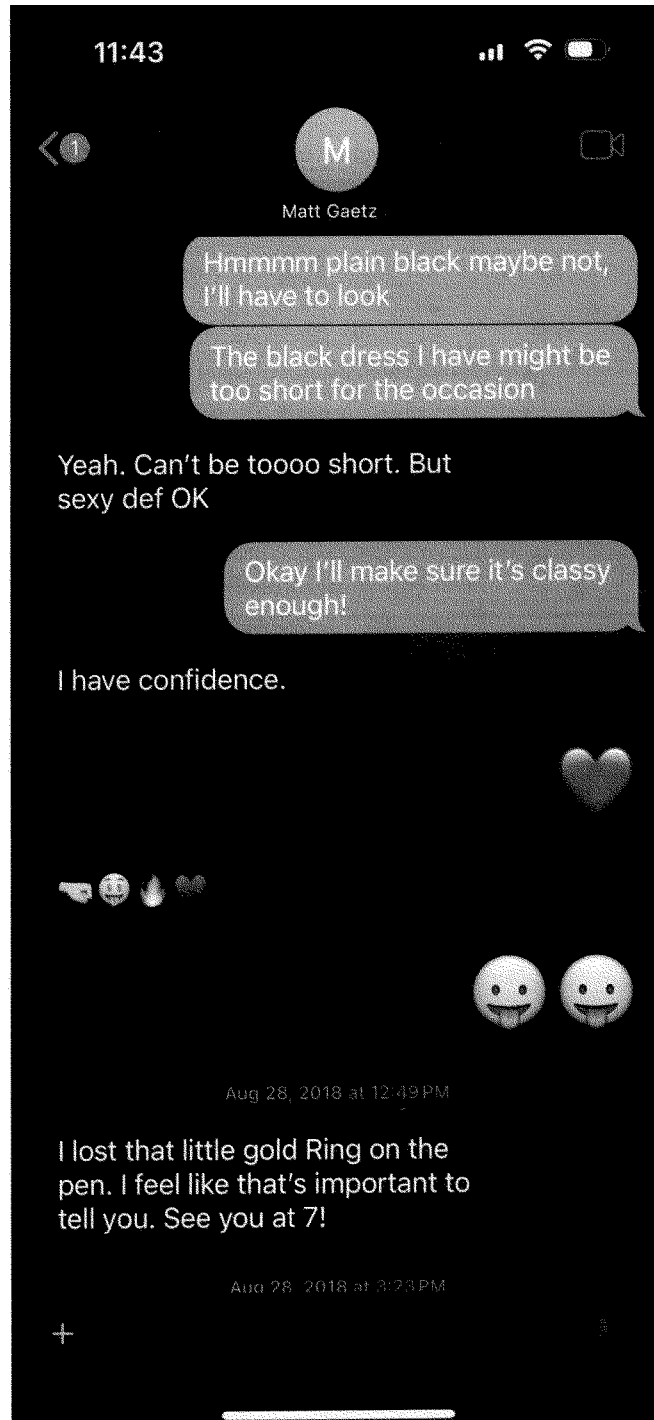 11:43
1
M
Matt Gaetz
Hmmmm plain black maybe not,
I'll have to look
The black dress I have might be
too short for the occasion
Yeah. Can't be toooo short. But
sexy def OK
Okay I'll make sure it's classy
enough!
I have confidence.
Aug 28, 2018 at 12:49 PM
I lost that little gold Ring on the
pen. I feel like that's important to
tell you. See you at 7!
Aug 28, 2018 at 3:23 PM